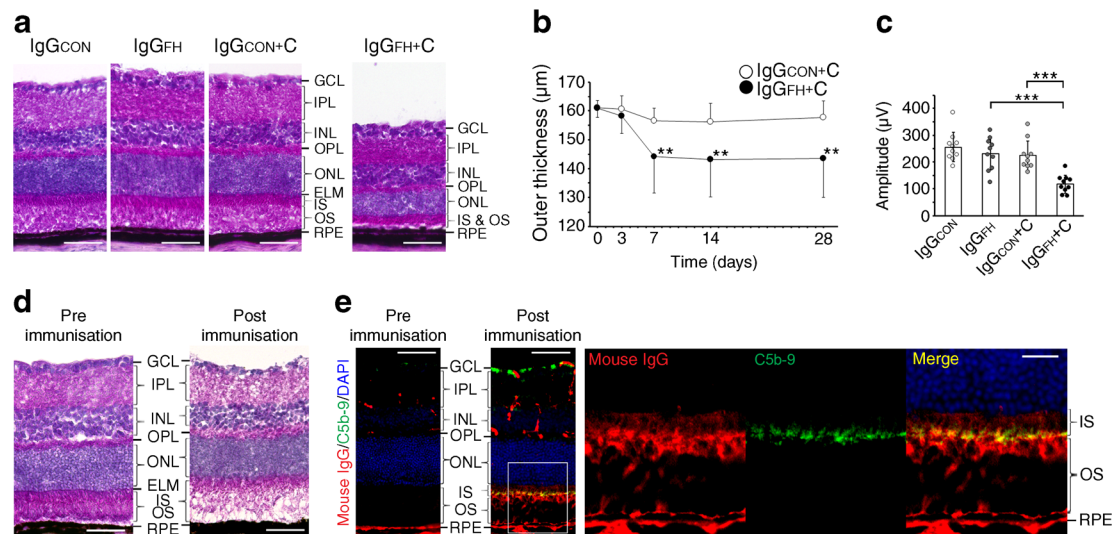 a
IgGCON
IgGFH
IgGCON+C
IgGFH+C
GCL
IPL
INL
OPL
ONL
ELM
IS
OS
RPE
GCL
IPL
INL
OPL
ONL
IS & OS
RPE
b
IgGCON+C
IgGFH+C
Outer thickness (µm)
170
160
150
140
130
120
**
**
**
0
3
7
14
28
Time (days)
c
***
***
Amplitude (µV)
400
300
200
100
0
IgGCON
IgGFH
IgGCON+C
IgGFH+C
d
Pre
immunisation
Post
immunisation
GCL
IPL
INL
OPL
ONL
ELM
IS
OS
RPE
e
Pre
immunisation
Post
immunisation
Mouse IgG/C5b-9/DAPI
GCL
IPL
INL
OPL
ONL
IS
OS
RPE
Mouse IgG
C5b-9
Merge
IS
OS
RPE